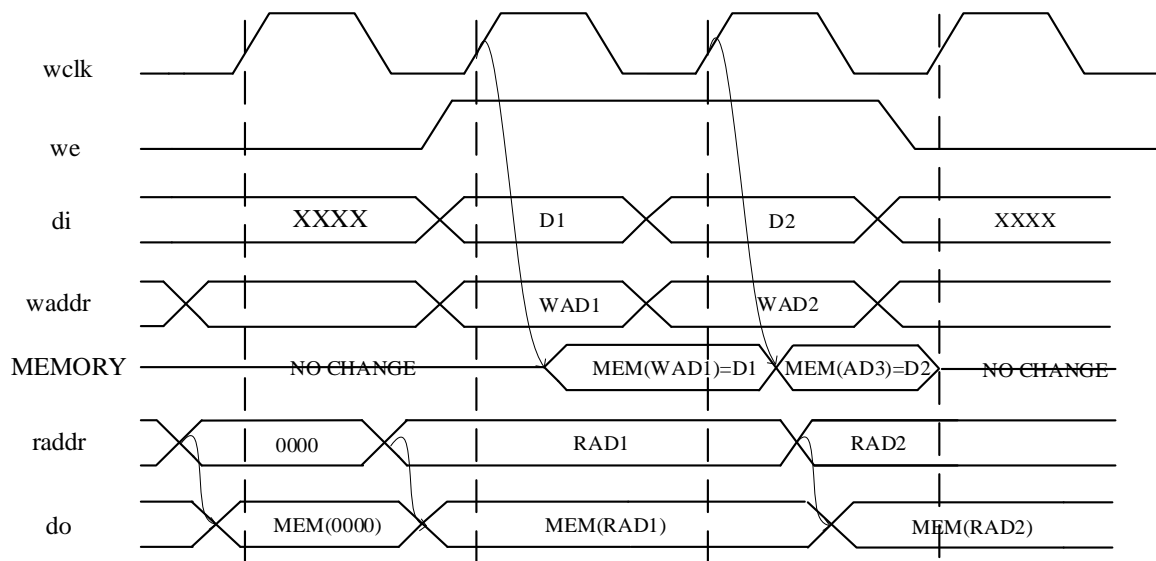 wclk
we
di XXXX D1 D2 XXXX
waddr WAD1 WAD2
MEMORY NO CHANGE MEM(WAD1)=D1 MEM(AD3)=D2 NO CHANGE
raddr 0000 RAD1 RAD2
do MEM(0000) MEM(RAD1) MEM(RAD2)